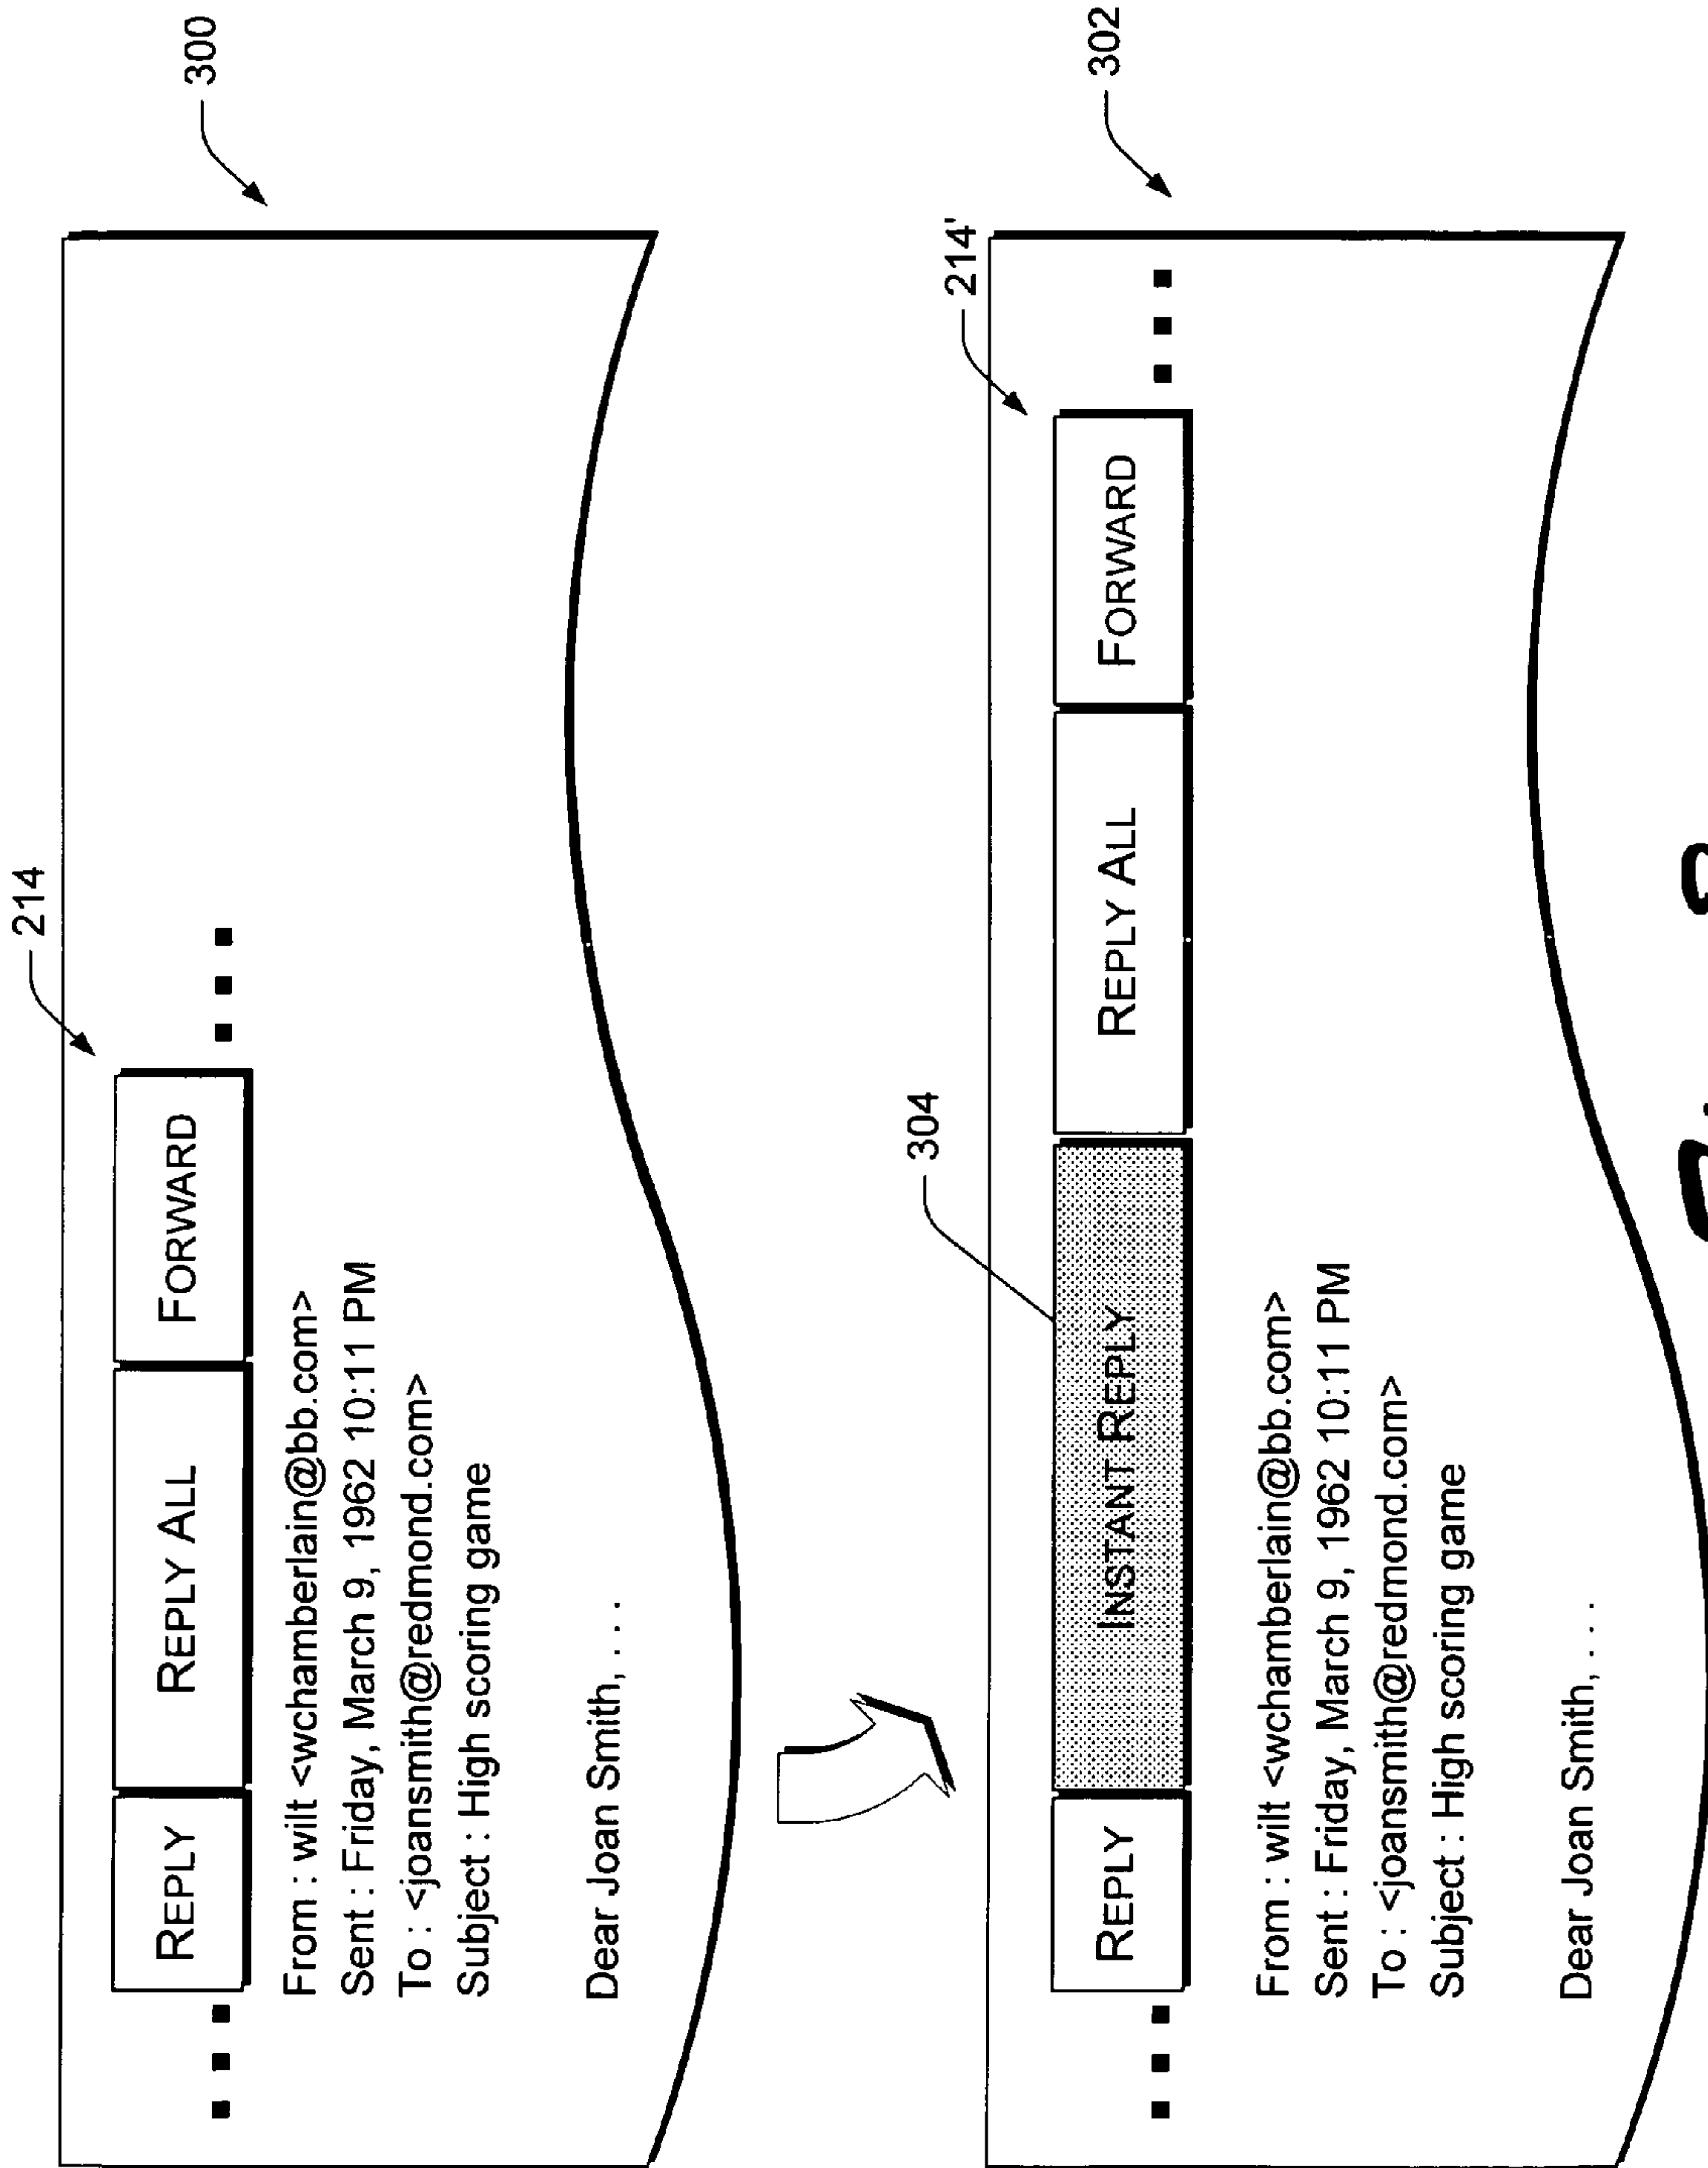 214
300
REPLY
REPLY ALL
FORWARD
From : wilt <wchamberlain@bb.com>
Sent : Friday, March 9, 1962 10:11 PM
To : <joansmith@redmond.com>
Subject : High scoring game
Dear Joan Smith, . . .
304
214'
302
REPLY
INSTANT REPLY
REPLY ALL
FORWARD
From : wilt <wchamberlain@bb.com>
Sent : Friday, March 9, 1962 10:11 PM
To : <joansmith@redmond.com>
Subject : High scoring game
Dear Joan Smith, . . .